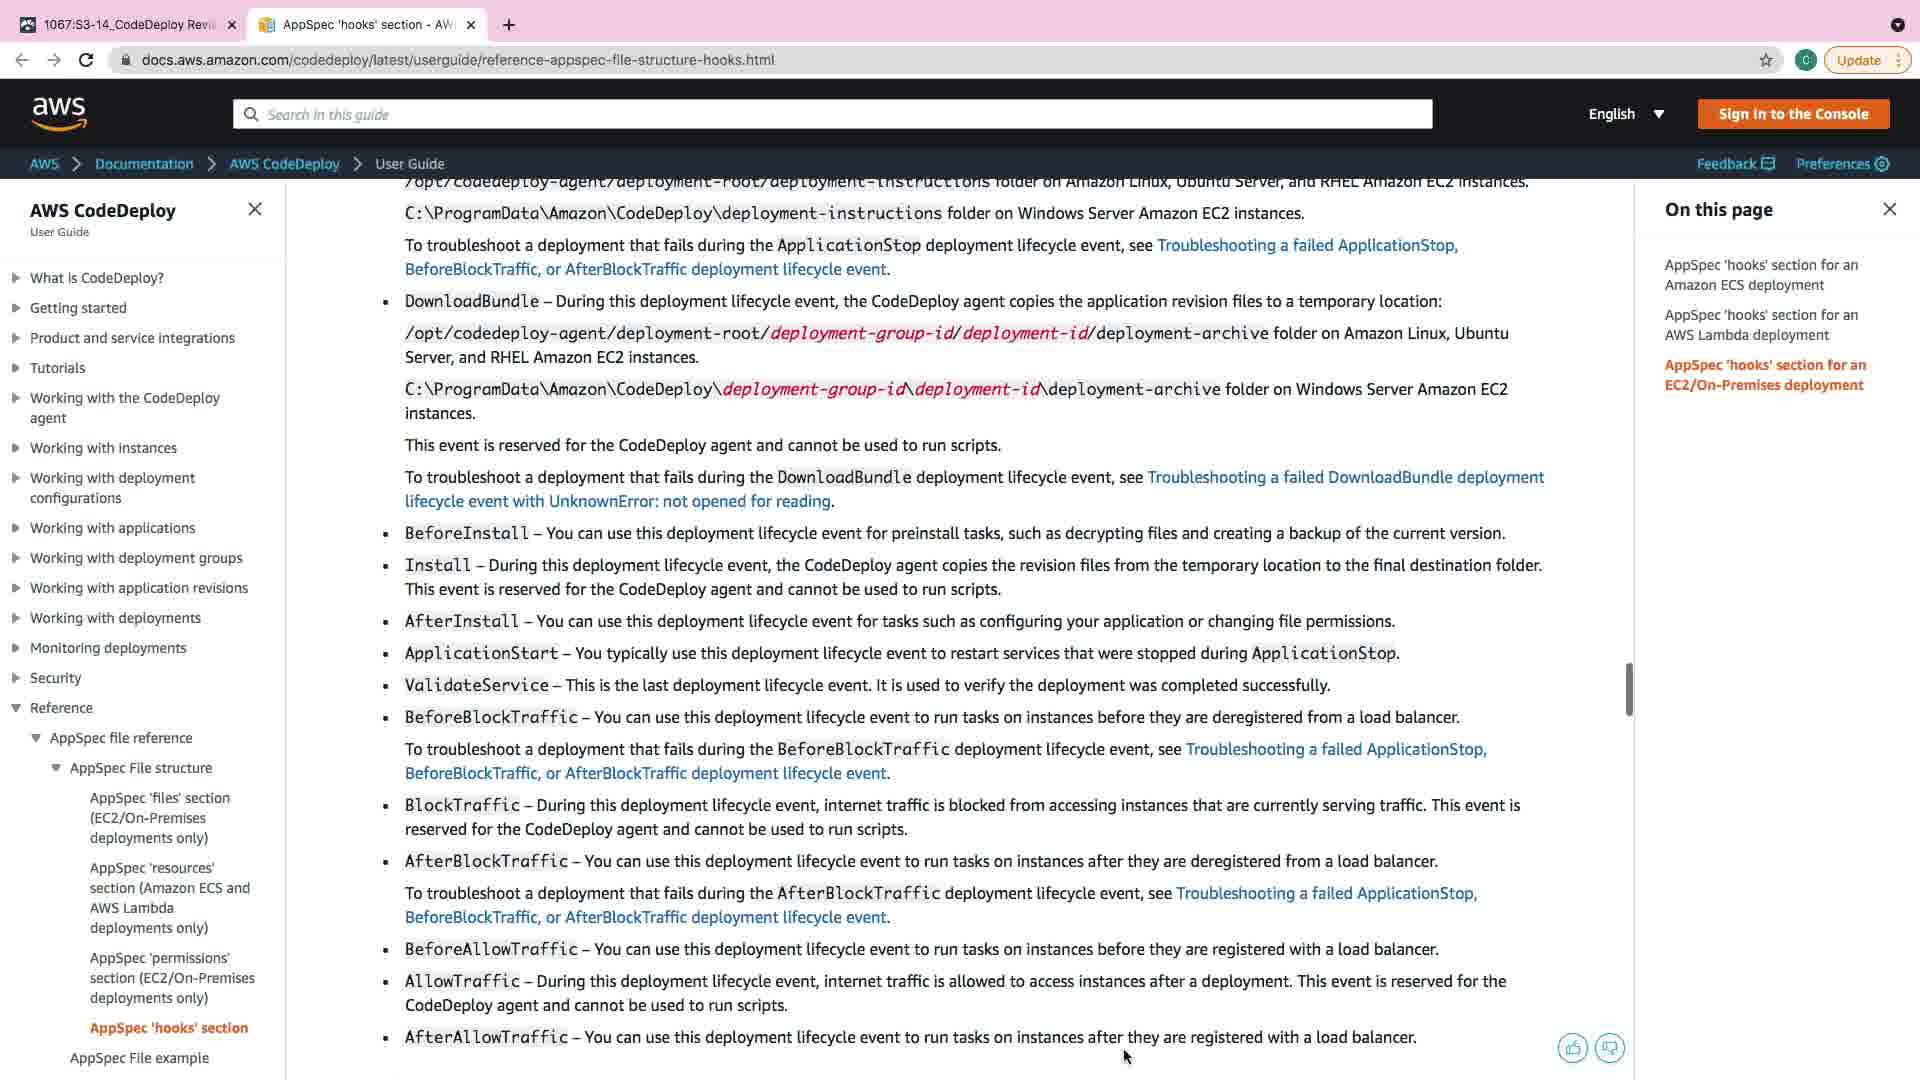 1067:S3-14_CodeDeploy Revi
AppSpec 'hooks' section - AW
docs.aws.amazon.com/codedeploy/latest/userguide/reference-appspec-file-structure-hooks.html
C
Update
aws
Search in this guide
English
Sign In to the Console
AWS
Documentation
AWS CodeDeploy
User Guide
Feedback
Preferences
AWS CodeDeploy
User Guide
What is CodeDeploy?
Getting started
Product and service integrations
Tutorials
Working with the CodeDeploy
agent
Working with instances
Working with deployment
configurations
Working with applications
Working with deployment groups
Working with application revisions
Working with deployments
Monitoring deployments
Security
Reference
AppSpec file reference
AppSpec File structure
AppSpec 'files' section
(EC2/On-Premises
deployments only)
AppSpec 'resources'
section (Amazon ECS and
AWS Lambda
deployments only)
AppSpec 'permissions'
section (EC2/On-Premises
deployments only)
AppSpec 'hooks' section
AppSpec File example
/opt/codedeploy-agent/deployment-root/deployment-instructions folder on Amazon Linux, Ubuntu Server, and RHEL Amazon EC2 instances.
C:\ProgramData\Amazon\CodeDeploy\deployment-instructions folder on Windows Server Amazon EC2 instances.
To troubleshoot a deployment that fails during the ApplicationStop deployment lifecycle event, see Troubleshooting a failed ApplicationStop,
BeforeBlockTraffic, or AfterBlockTraffic deployment lifecycle event.
• DownloadBundle – During this deployment lifecycle event, the CodeDeploy agent copies the application revision files to a temporary location:
/opt/codedeploy-agent/deployment-root/deployment-group-id/deployment-id/deployment-archive folder on Amazon Linux, Ubuntu
Server, and RHEL Amazon EC2 instances.
C:\ProgramData\Amazon\CodeDeploy\deployment-group-id\deployment-id\deployment-archive folder on Windows Server Amazon EC2
instances.
This event is reserved for the CodeDeploy agent and cannot be used to run scripts.
To troubleshoot a deployment that fails during the DownloadBundle deployment lifecycle event, see Troubleshooting a failed DownloadBundle deployment
lifecycle event with UnknownError: not opened for reading.
• BeforeInstall – You can use this deployment lifecycle event for preinstall tasks, such as decrypting files and creating a backup of the current version.
• Install – During this deployment lifecycle event, the CodeDeploy agent copies the revision files from the temporary location to the final destination folder.
This event is reserved for the CodeDeploy agent and cannot be used to run scripts.
• AfterInstall – You can use this deployment lifecycle event for tasks such as configuring your application or changing file permissions.
• ApplicationStart – You typically use this deployment lifecycle event to restart services that were stopped during ApplicationStop.
• ValidateService – This is the last deployment lifecycle event. It is used to verify the deployment was completed successfully.
• BeforeBlockTraffic – You can use this deployment lifecycle event to run tasks on instances before they are deregistered from a load balancer.
To troubleshoot a deployment that fails during the BeforeBlockTraffic deployment lifecycle event, see Troubleshooting a failed ApplicationStop,
BeforeBlockTraffic, or AfterBlockTraffic deployment lifecycle event.
• BlockTraffic – During this deployment lifecycle event, internet traffic is blocked from accessing instances that are currently serving traffic. This event is
reserved for the CodeDeploy agent and cannot be used to run scripts.
• AfterBlockTraffic – You can use this deployment lifecycle event to run tasks on instances after they are deregistered from a load balancer.
To troubleshoot a deployment that fails during the AfterBlockTraffic deployment lifecycle event, see Troubleshooting a failed ApplicationStop,
BeforeBlockTraffic, or AfterBlockTraffic deployment lifecycle event.
• BeforeAllowTraffic – You can use this deployment lifecycle event to run tasks on instances before they are registered with a load balancer.
• AllowTraffic – During this deployment lifecycle event, internet traffic is allowed to access instances after a deployment. This event is reserved for the
CodeDeploy agent and cannot be used to run scripts.
• AfterAllowTraffic – You can use this deployment lifecycle event to run tasks on instances after they are registered with a load balancer.
On this page
AppSpec 'hooks' section for an
Amazon ECS deployment
AppSpec 'hooks' section for an
AWS Lambda deployment
AppSpec 'hooks' section for an
EC2/On-Premises deployment